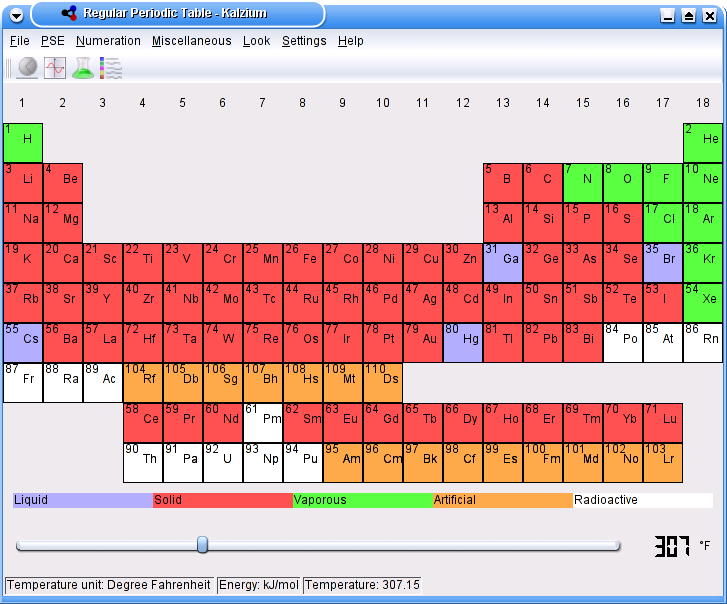 Regular Periodic Table - Kalzium
File PSE Numeration Miscellaneous Look Settings Help
1 2 3 4 5 6 7 8 9 10 11 12 13 14 15 16 17 18
1 H 2 He
3 Li 4 Be 5 B 6 C 7 N 8 O 9 F 10 Ne
11 Na 12 Mg 13 Al 14 Si 15 P 16 S 17 Cl 18 Ar
19 K 20 Ca 21 Sc 22 Ti 23 V 24 Cr 25 Mn 26 Fe 27 Co 28 Ni 29 Cu 30 Zn 31 Ga 32 Ge 33 As 34 Se 35 Br 36 Kr
37 Rb 38 Sr 39 Y 40 Zr 41 Nb 42 Mo 43 Tc 44 Ru 45 Rh 46 Pd 47 Ag 48 Cd 49 In 50 Sn 51 Sb 52 Te 53 I 54 Xe
55 Cs 56 Ba 57 La 72 Hf 73 Ta 74 W 75 Re 76 Os 77 Ir 78 Pt 79 Au 80 Hg 81 Tl 82 Pb 83 Bi 84 Po 85 At 86 Rn
87 Fr 88 Ra 89 Ac 104 Rf 105 Db 106 Sg 107 Bh 108 Hs 109 Mt 110 Ds
58 Ce 59 Pr 60 Nd 61 Pm 62 Sm 63 Eu 64 Gd 65 Tb 66 Dy 67 Ho 68 Er 69 Tm 70 Yb 71 Lu
90 Th 91 Pa 92 U 93 Np 94 Pu 95 Am 96 Cm 97 Bk 98 Cf 99 Es 100 Fm 101 Md 102 No 103 Lr
Liquid Solid Vaporous Artificial Radioactive
307 °F
Temperature unit: Degree Fahrenheit Energy: kJ/mol Temperature: 307.15